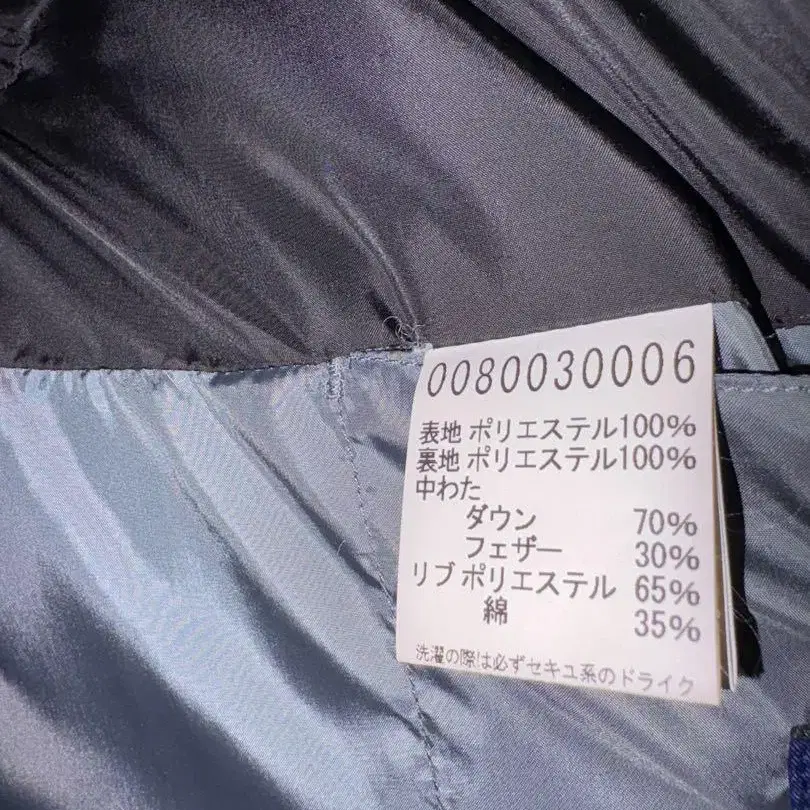 0080030006
表地 ポリエステル100%
裏地 ポリエステル100%
中わた
ダウン 70%
フェザー 30%
リブ ポリエステル 65%
綿 35%
洗濯の際は必ずセキユ系のドライク